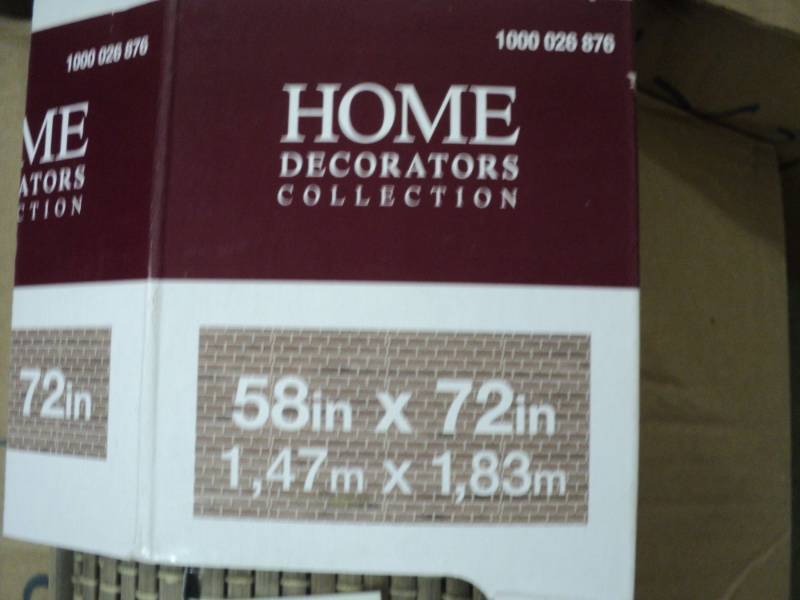 1000 026 876
ME
ATORS
CTION
72in
1000 026 876
HOME
DECORATORS
COLLECTION
58in x 72in
1,47m x 1,83m